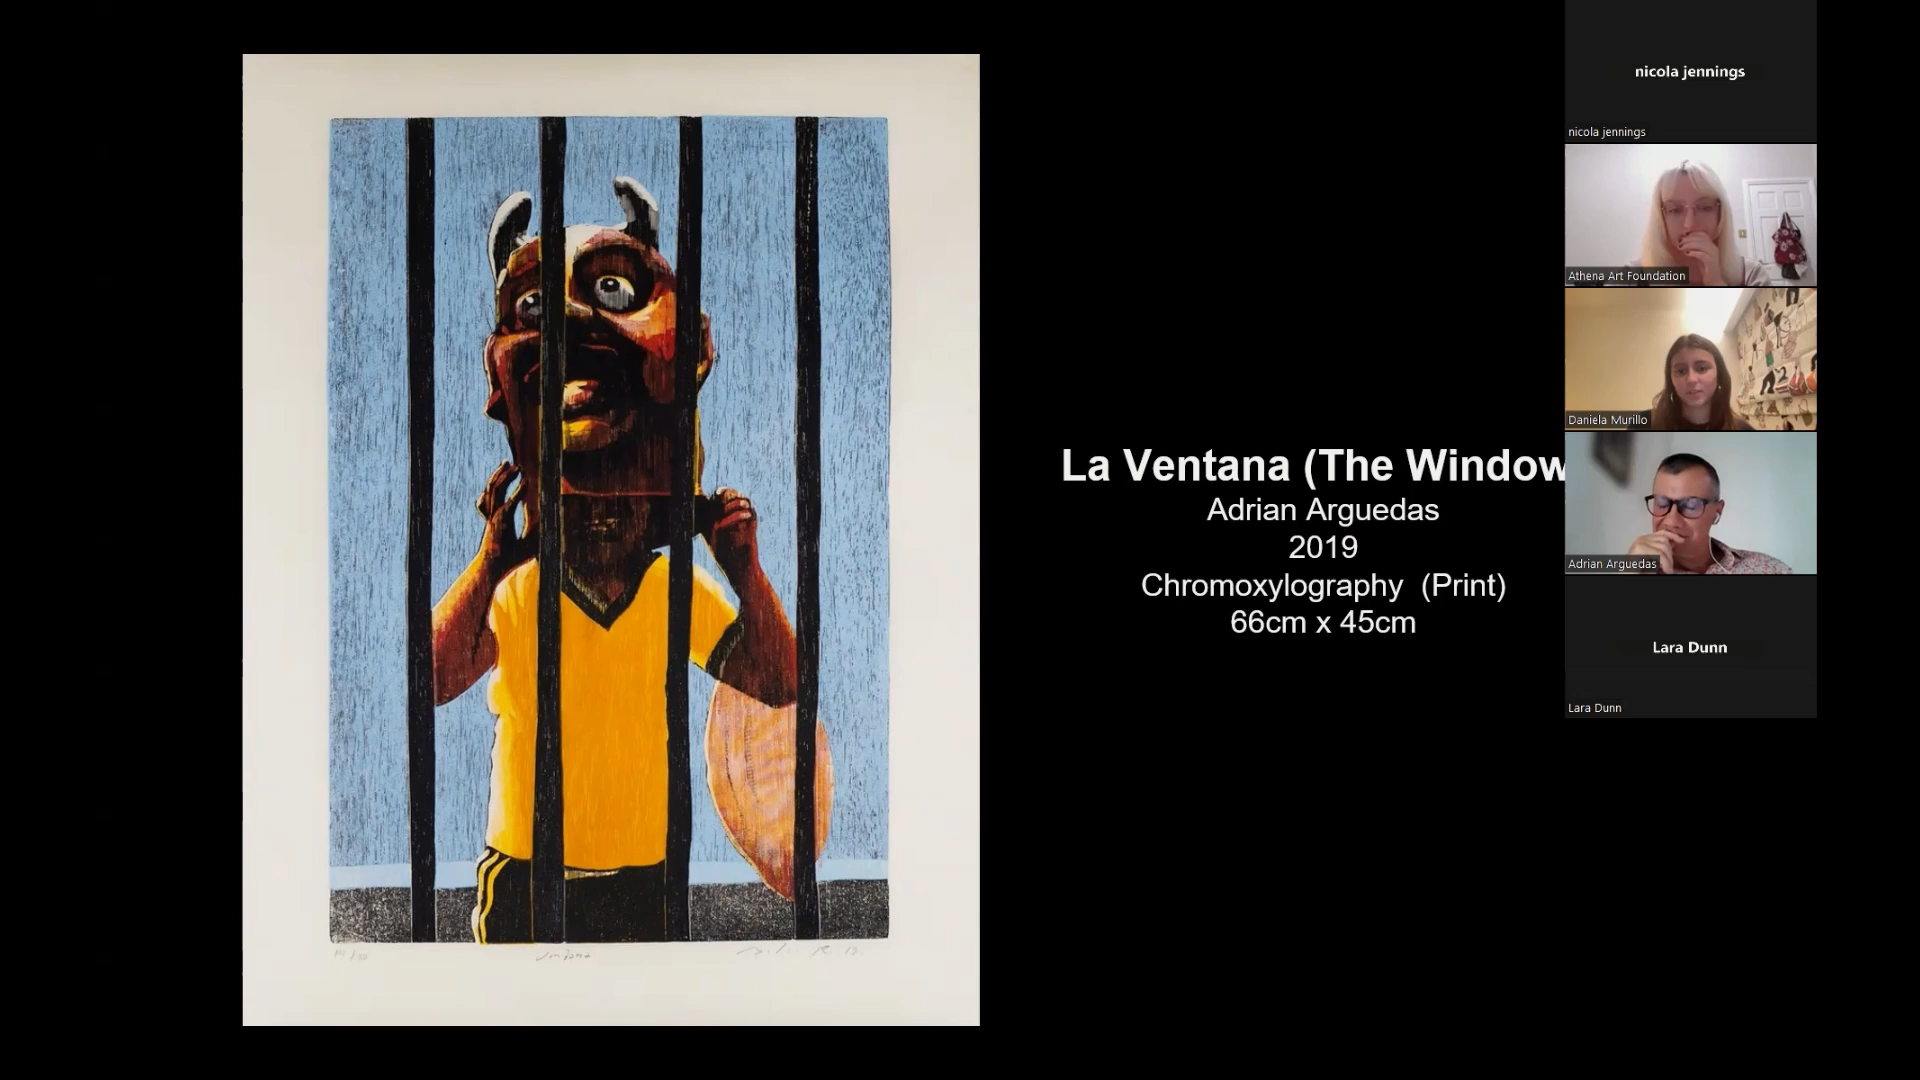 La Ventana (The Window
Adrian Arguedas
2019
Chromoxylography (Print)
66cm x 45cm
nicola jennings
nicola jennings
Athena Art Foundation
Daniela Murillo
Adrian Arguedas
Lara Dunn
Lara Dunn